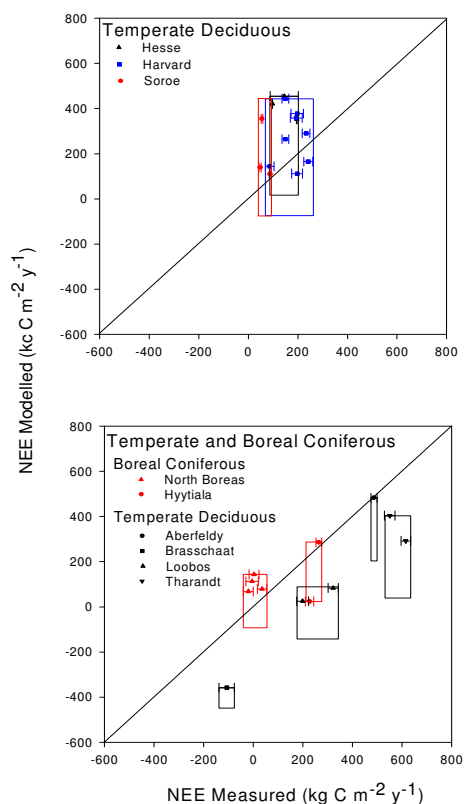 Temperate Deciduous
Hesse
Harvard
Soroe
800
600
400
200
0
-200
-400
-600
-600 -400 -200 0 200 400 600 800
NEE Modelled (kc C m-2 y-1)
Temperate and Boreal Coniferous
Boreal Coniferous
North Boreas
Hyytiala
Temperate Deciduous
Aberfeldy
Brasschaat
Loobos
Tharandt
800
600
400
200
0
-200
-400
-600
-600 -400 -200 0 200 400 600 800
NEE Measured (kg C m-2 y-1)